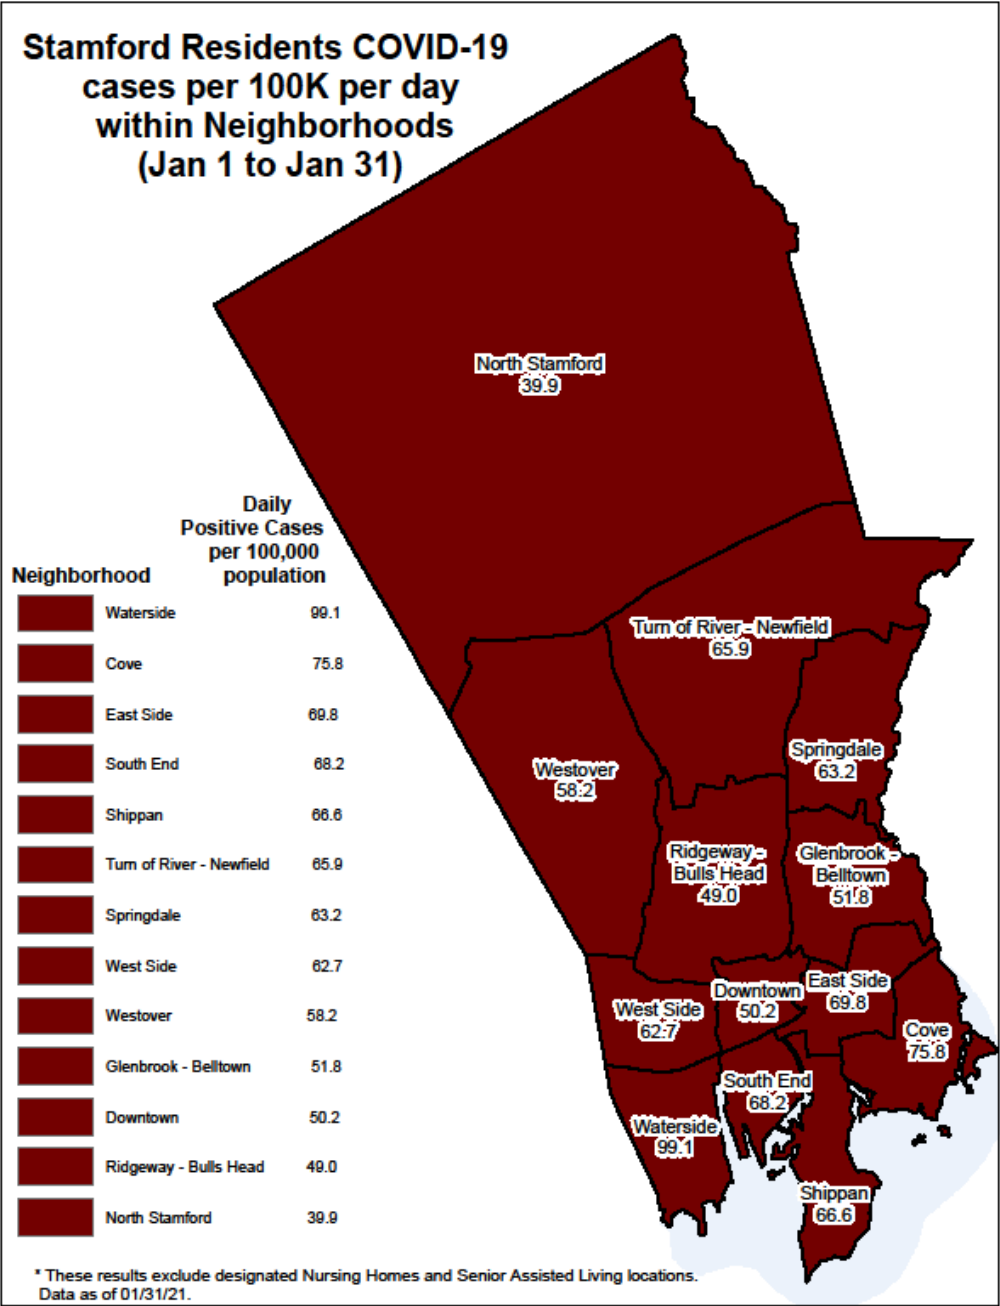 Stamford Residents COVID-19
cases per 100K per day
within Neighborhoods
(Jan 1 to Jan 31)
North Stamford
39.9
Daily
Positive Cases
per 100,000
Neighborhood population
Waterside 99.1
Cove 75.8
East Side 69.8
South End 68.2
Shippan 66.6
Turn of River - Newfield 65.9
Springdale 63.2
West Side 62.7
Westover 58.2
Glenbrook - Belltown 51.8
Downtown 50.2
Ridgeway - Bulls Head 49.0
North Stamford 39.9
Turn of River - Newfield
65.9
Springdale
63.2
Westover
58.2
Ridgeway -
Bulls Head
49.0
Glenbrook -
Belltown
51.8
East Side
69.8
Downtown
50.2
West Side
62.7
Cove
75.8
South End
68.2
Waterside
99.1
Shippan
66.6
* These results exclude designated Nursing Homes and Senior Assisted Living locations.
Data as of 01/31/21.